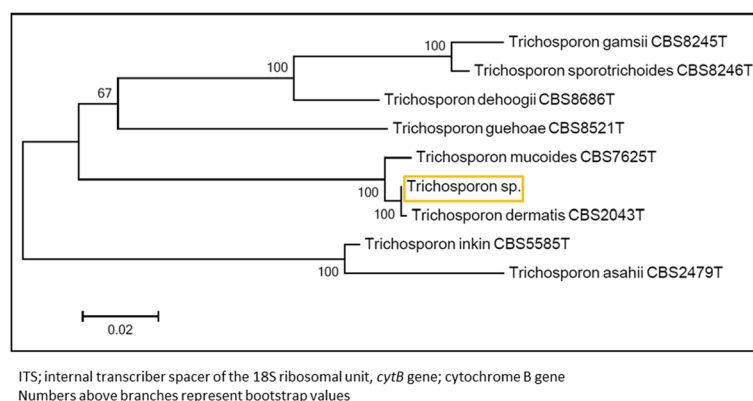 100
Trichosporon gamsii CBS8245T
100
Trichosporon sporotrichoides CBS8246T
67
Trichosporon dehoogii CBS8686T
Trichosporon guehoae CBS8521T
Trichosporon mucoides CBS7625T
100
Trichosporon sp.
100
Trichosporon dermatis CBS2043T
Trichosporon inkin CBS5585T
100
Trichosporon asahii CBS2479T
0.02
ITS; internal transcriber spacer of the 18S ribosomal unit, cytB gene; cytochrome B gene
Numbers above branches represent bootstrap values